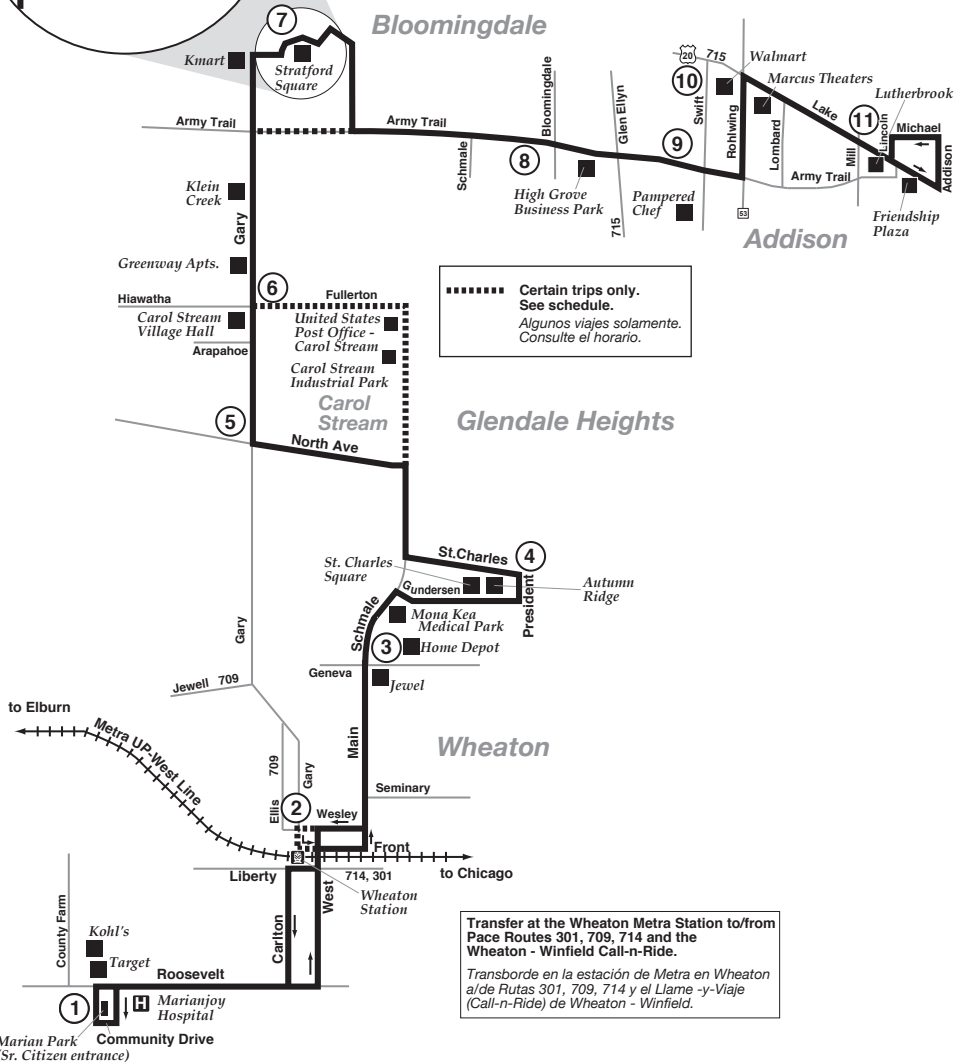 7
Bloomingdale
Kmart
Stratford
Square
20
715
Walmart
10
Marcus Theaters
Lutherbrook
Swift
Rohlwing
Lombard
Lake
11
Lincoln
Michael
Mill
Addison
Army Trail
Army Trail
Schmale
Bloomingdale
Glen Ellyn
8
9
Army Trail
High Grove
Business Park
Pampered
Chef
715
53
Friendship
Plaza
Addison
Klein
Creek
Gary
Greenway Apts.
6
Hiawatha
Fullerton
Carol Stream
Village Hall
Arapahoe
United States
Post Office -
Carol Stream
Carol Stream
Industrial Park
Certain trips only.
See schedule.
Algunos viajes solamente.
Consulte el horario.
Carol
Stream
5
North Ave
Glendale Heights
St.Charles
4
St. Charles
Square
Gundersen
President
Autumn
Ridge
Schmale
Mona Kea
Medical Park
3
Home Depot
Geneva
Jewel
Gary
Jewell 709
to Elburn
Metra UP-West Line
Main
Wheaton
709
Gary
Ellis
Seminary
2
Wesley
Front
to Chicago
Liberty
714, 301
Wheaton
Station
West
Carlton
County Farm
Kohl's
Target
Roosevelt
1
H
Marianjoy
Hospital
Marian Park
(Sr. Citizen entrance)
Community Drive
Transfer at the Wheaton Metra Station to/from
Pace Routes 301, 709, 714 and the
Wheaton - Winfield Call-n-Ride.
Transborde en la estación de Metra en Wheaton
a/de Rutas 301, 709, 714 y el Llame -y-Viaje
(Call-n-Ride) de Wheaton - Winfield.